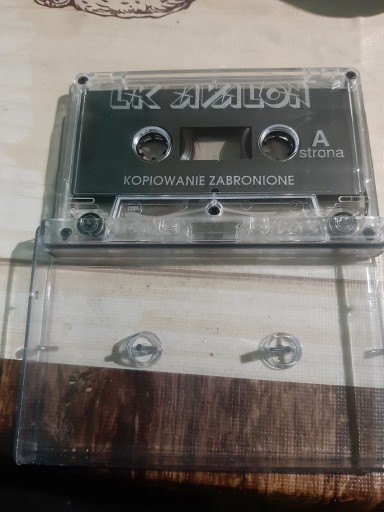 LK AVALON
A
strona
KOPIOWANIE ZABRONIONE